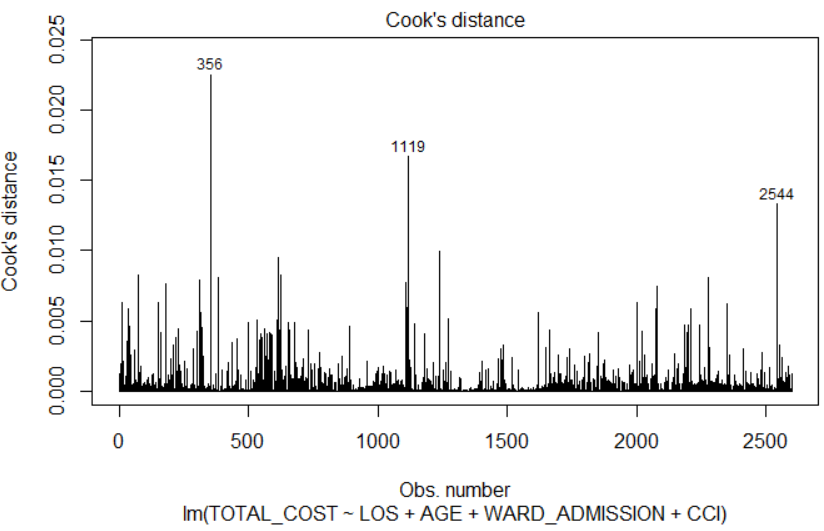 Cook's distance
Cook's distance
0.025
0.020
0.015
0.010
0.005
0.000
356
1119
2544
0 500 1000 1500 2000 2500
Obs. number
lm(TOTAL_COST ~ LOS + AGE + WARD_ADMISSION + CCI)